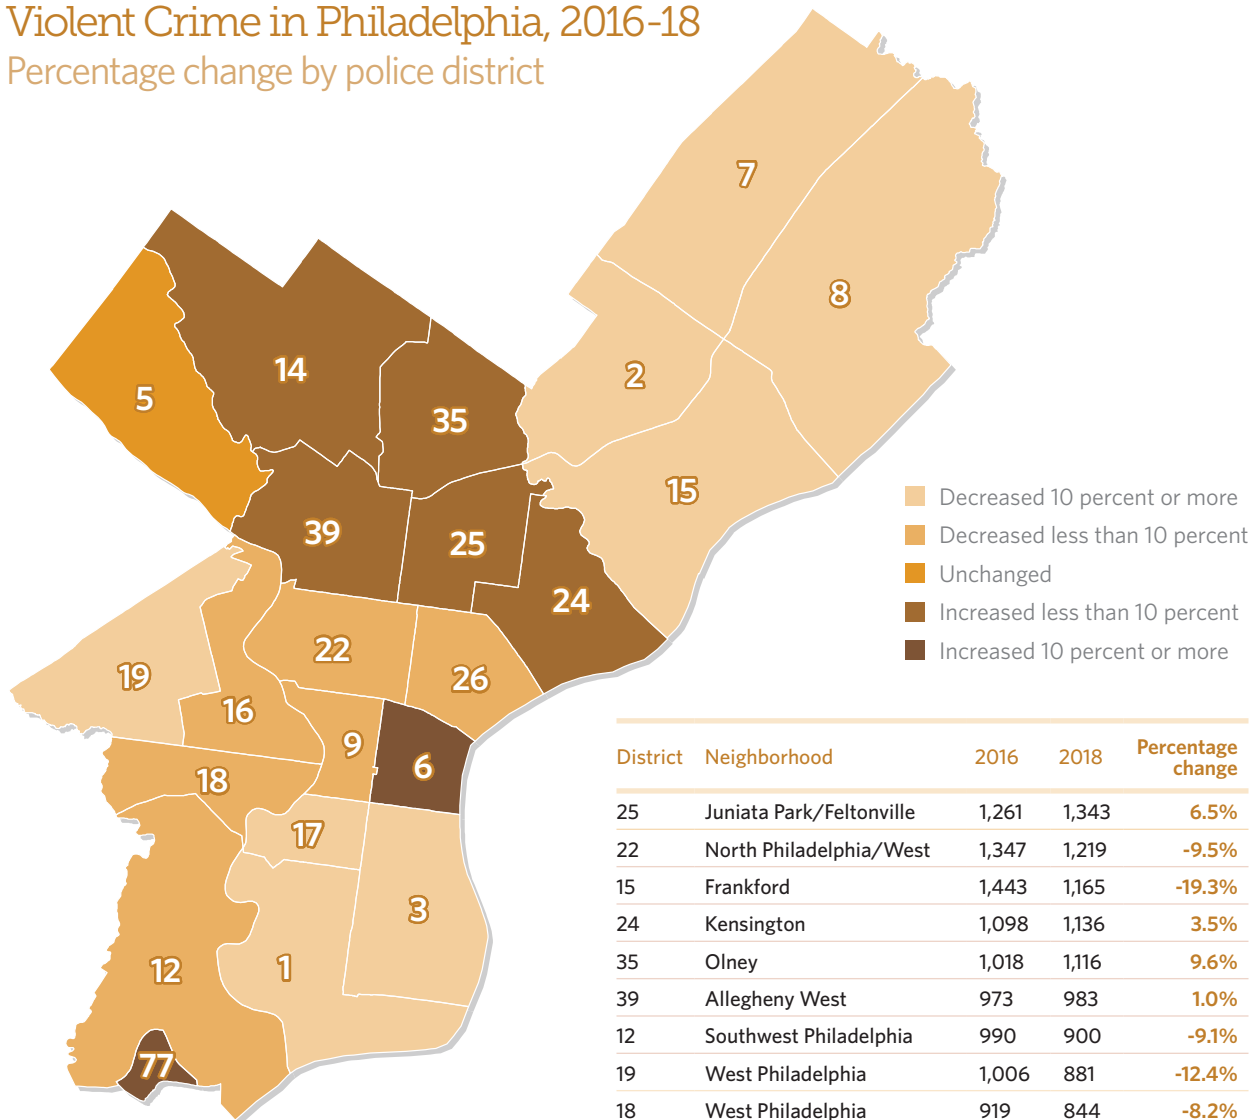 Violent Crime in Philadelphia, 2016-18
Percentage change by police district
7
8
14
2
5
35
15
Decreased 10 percent or more
Decreased less than 10 percent
Unchanged
Increased less than 10 percent
Increased 10 percent or more
39
25
24
22
19
26
16
9
6
18
17
3
12
1
77
District Neighborhood 2016 2018 Percentage
change
25 Juniata Park/Feltonville 1,261 1,343 6.5%
22 North Philadelphia/West 1,347 1,219 -9.5%
15 Frankford 1,443 1,165 -19.3%
24 Kensington 1,098 1,136 3.5%
35 Olney 1,018 1,116 9.6%
39 Allegheny West 973 983 1.0%
12 Southwest Philadelphia 990 900 -9.1%
19 West Philadelphia 1,006 881 -12.4%
18 West Philadelphia 919 844 -8.2%